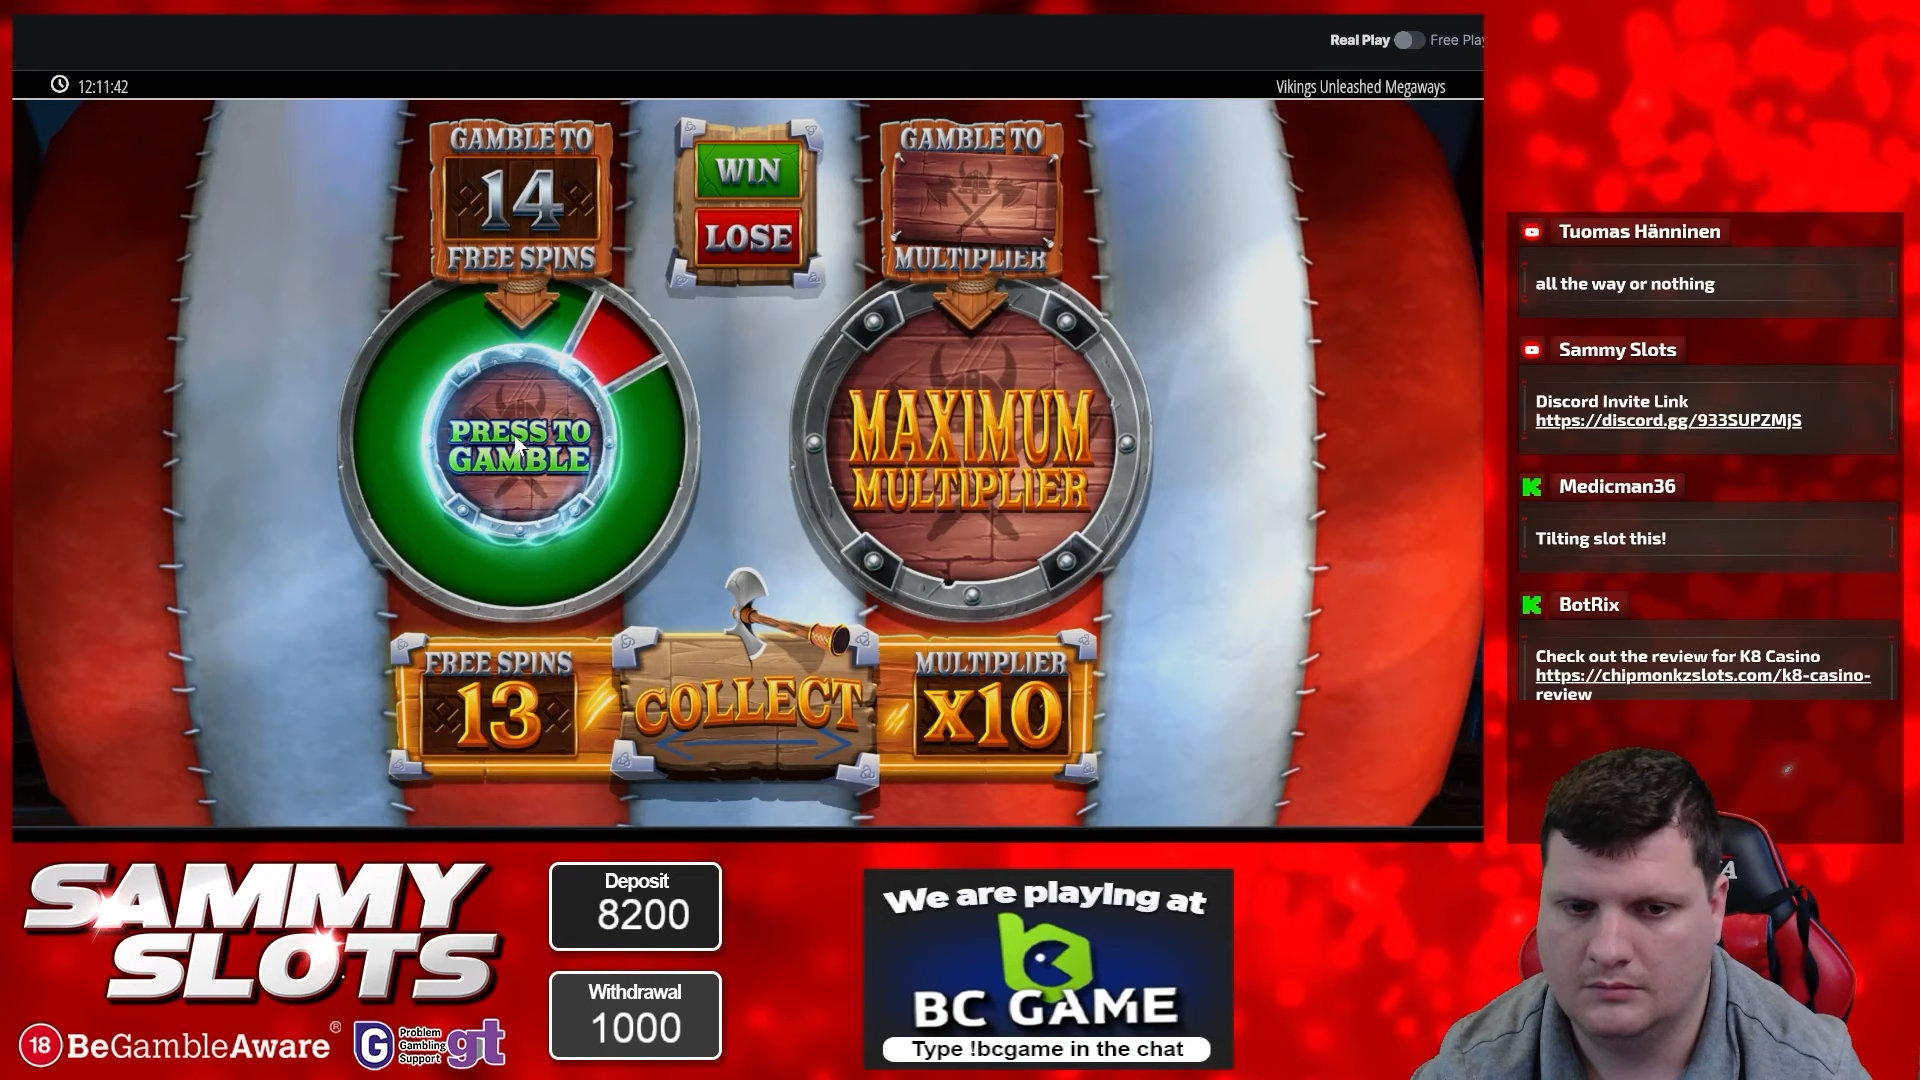 Real Play
Free Play
12:11:42
Vikings Unleashed Megaways
GAMBLE TO
14
FREE SPINS
WIN
LOSE
GAMBLE TO
MULTIPLIER
PRESS TO
GAMBLE
MAXIMUM
MULTIPLIER
FREE SPINS
13
COLLECT
MULTIPLIER
x10
Tuomas Hänninen
all the way or nothing
Sammy Slots
Discord Invite Link
https://discord.gg/933SUPZMjS
Medicman36
Tilting slot this!
BotRix
Check out the review for K8 Casino
https://chipmonkzslots.com/k8-casino-
review
SAMMY
SLOTS
Deposit
8200
Withdrawal
1000
We are playing at
BC GAME
Type !bcgame in the chat
18 BeGambleAware®
G Problem
Gambling
Support gt